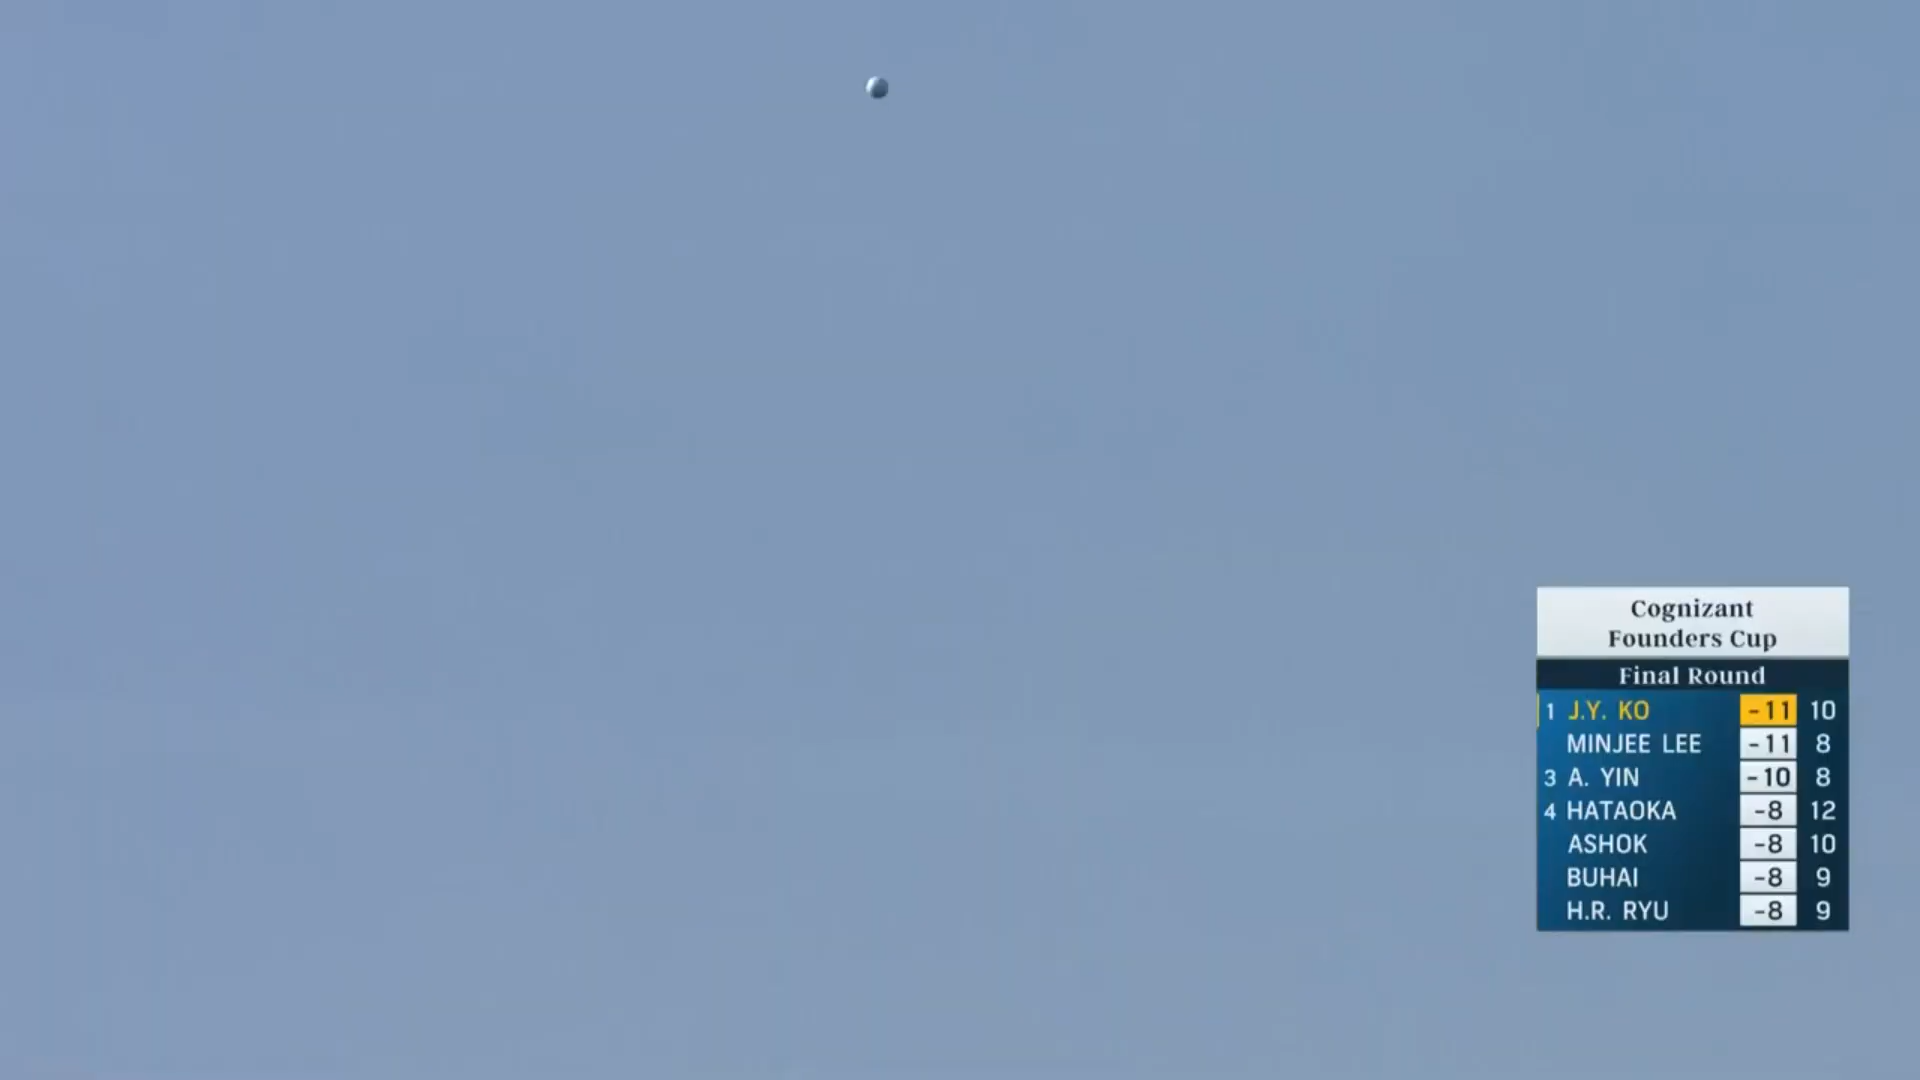 Cognizant
Founders Cup
Final Round
1 J.Y. KO -11 10
MINJEE LEE -11 8
3 A. YIN -10 8
4 HATAOKA -8 12
ASHOK -8 10
BUHAI -8 9
H.R. RYU -8 9